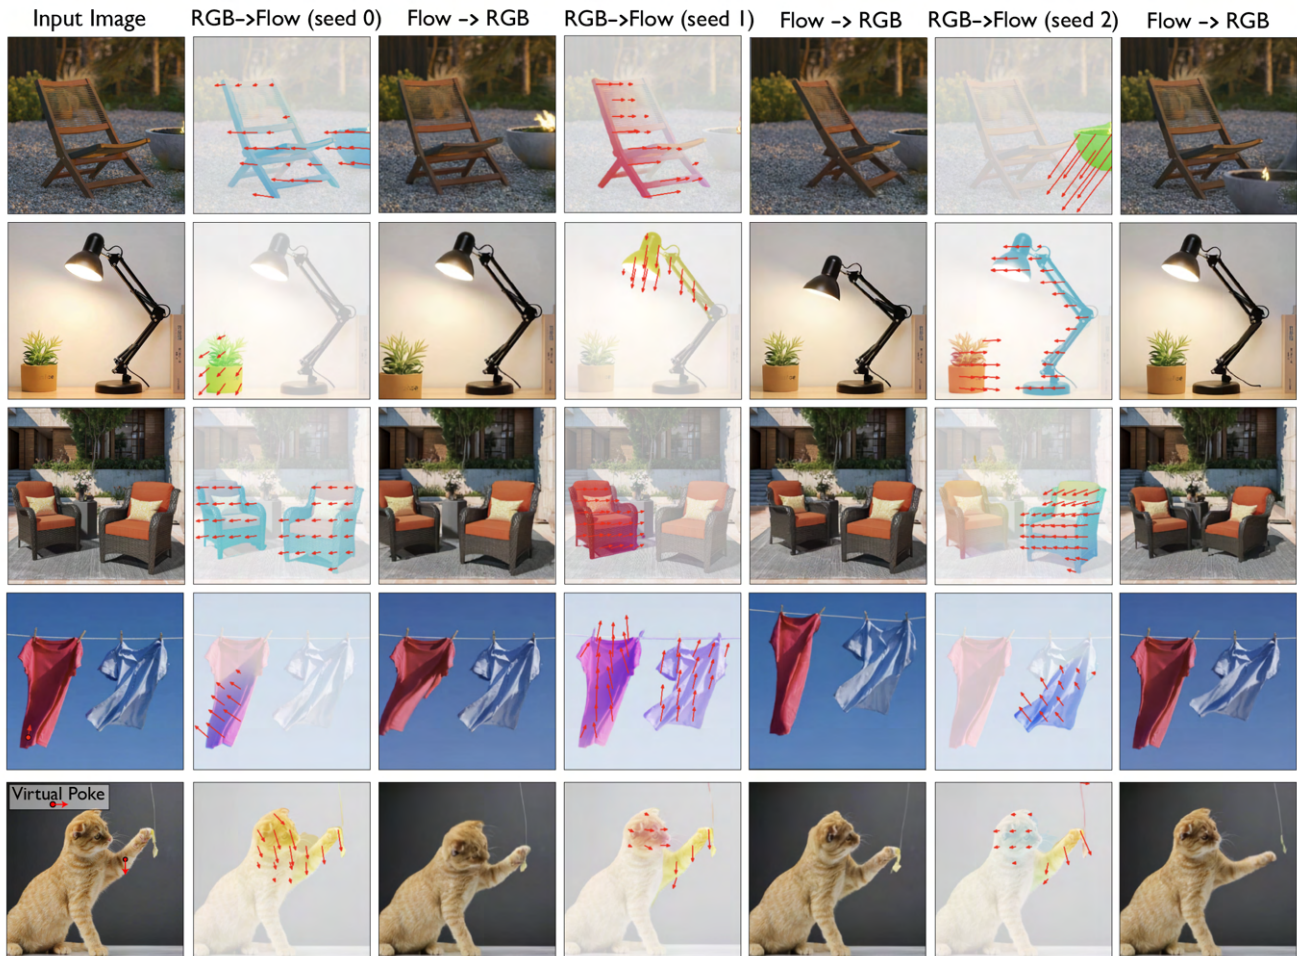 Input Image
RGB->Flow (seed 0)
Flow -> RGB
RGB->Flow (seed 1)
Flow -> RGB
RGB->Flow (seed 2)
Flow -> RGB
Virtual Poke